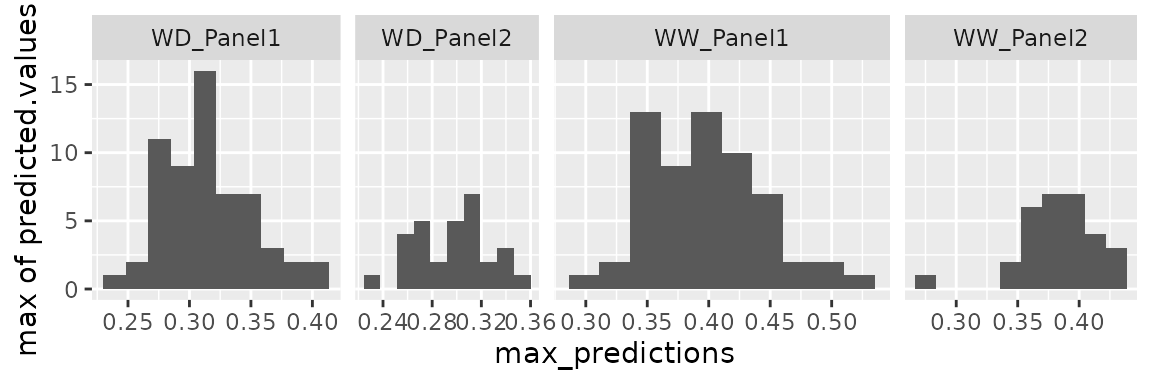 max of predicted.values
WD_Panel1 WD_Panel2 WW_Panel1 WW_Panel2
15
10
5
0
0.25 0.30 0.35 0.40 0.24 0.28 0.32 0.36 0.30 0.35 0.40 0.45 0.50 0.30 0.35 0.40
max_predictions